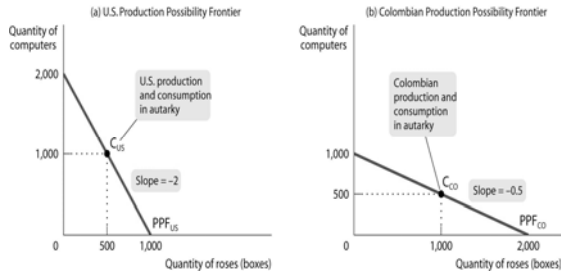 (a) U.S. Production Possibility Frontier
Quantity of
computers
2,000
U.S. production
and consumption
in autarky
C_US
1,000
Slope = –2
PPF_US
0
500
1,000
Quantity of roses (boxes)
(b) Colombian Production Possibility Frontier
Quantity of
computers
Colombian
production and
consumption
in autarky
1,000
C_CO
500
Slope = –0.5
PPF_CO
0
1,000
2,000
Quantity of roses (boxes)